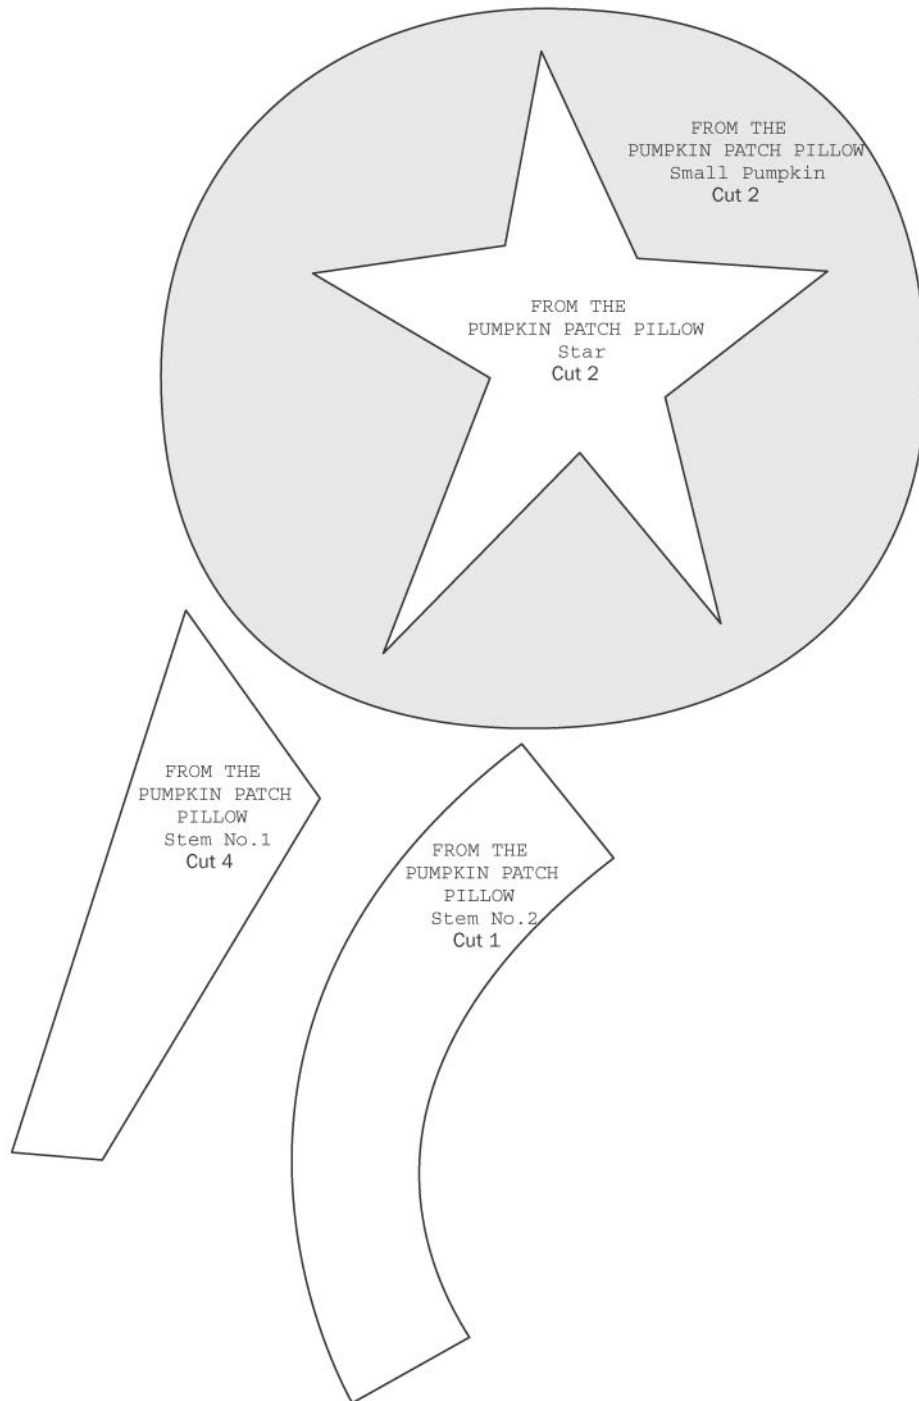 FROM THE
PUMPKIN PATCH PILLOW
Small Pumpkin
Cut 2
FROM THE
PUMPKIN PATCH PILLOW
Star
Cut 2
FROM THE
PUMPKIN PATCH
PILLOW
Stem No.1
Cut 4
FROM THE
PUMPKIN PATCH
PILLOW
Stem No.2
Cut 1